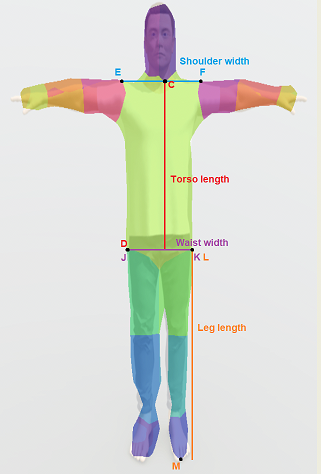 Shoulder width
E F
C
Torso length
D Waist width
J K L
Leg length
M